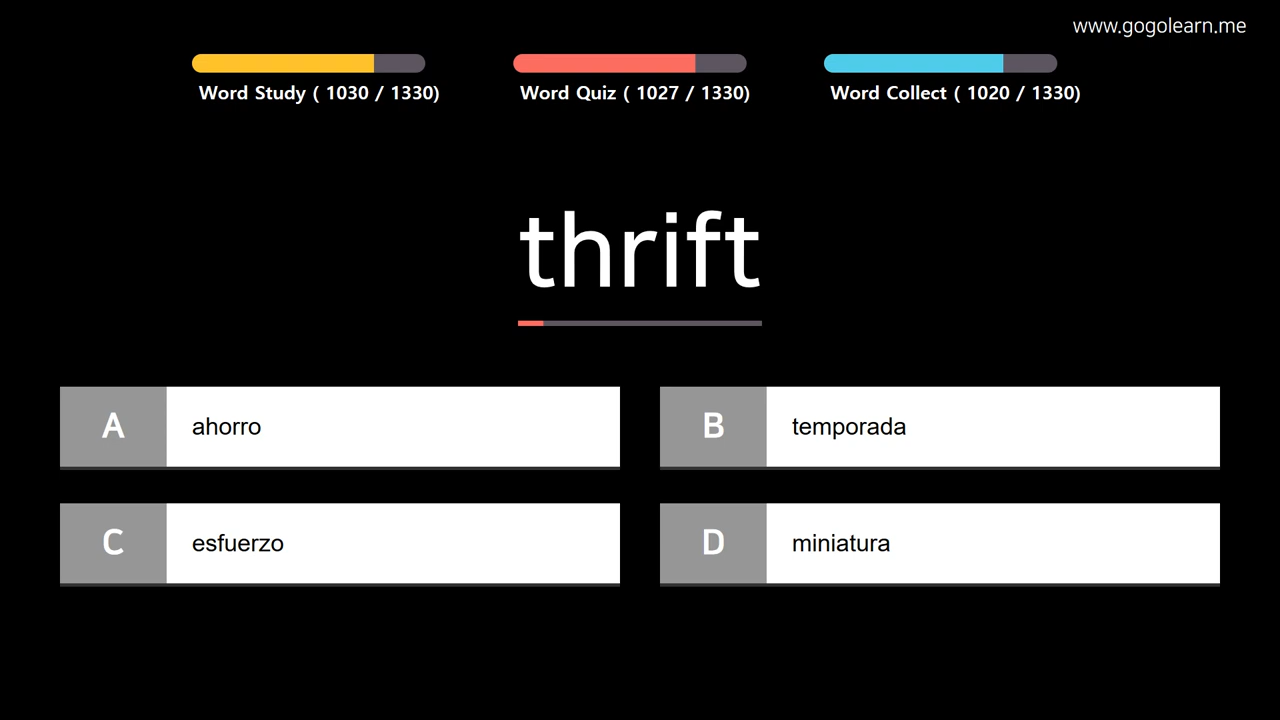 www.gogolearn.me
Word Study ( 1030 / 1330)
Word Quiz ( 1027 / 1330)
Word Collect ( 1020 / 1330)
thrift
A ahorro
B temporada
C esfuerzo
D miniatura